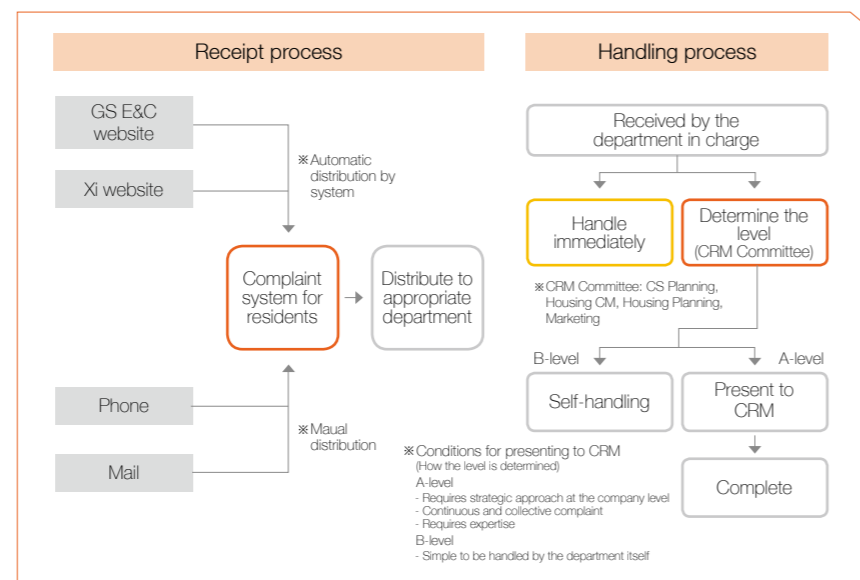 Receipt process
GS E&C
website
Xi website
※Automatic
distribution by
system
Complaint
system for
residents
Distribute to
appropriate
department
Phone
Mail
※Maual
distribution
Handling process
Received by the
department in charge
Handle
immediately
Determine the
level
(CRM Committee)
※CRM Committee: CS Planning,
Housing CM, Housing Planning,
Marketing
B-level
A-level
Self-handling
Present to
CRM
Complete
※Conditions for presenting to CRM
(How the level is determined)
A-level
- Requires strategic approach at the company level
- Continuous and collective complaint
- Requires expertise
B-level
- Simple to be handled by the department itself